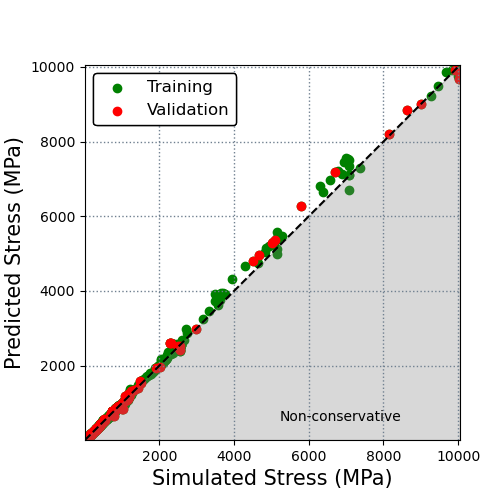 10000
8000
6000
4000
2000
Predicted Stress (MPa)
Training
Validation
Non-conservative
2000 4000 6000 8000 10000
Simulated Stress (MPa)